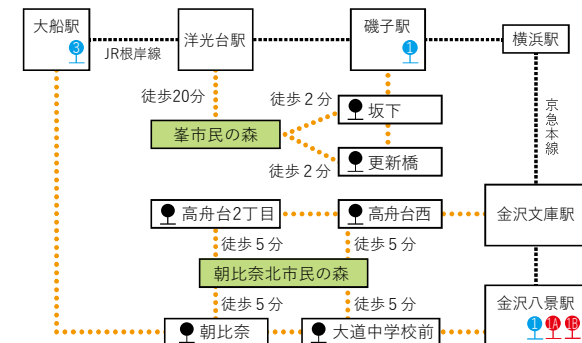 大船駅
3
JR根岸線
洋光台駅
磯子駅
1
横浜駅
京急本線
徒歩20分
徒歩2分
坂下
峯市民の森
徒歩2分
更新橋
高舟台2丁目
高舟台西
金沢文庫駅
徒歩5分
徒歩5分
朝比奈北市民の森
徒歩5分
徒歩5分
金沢八景駅
1 1A 1B
朝比奈
大道中学校前